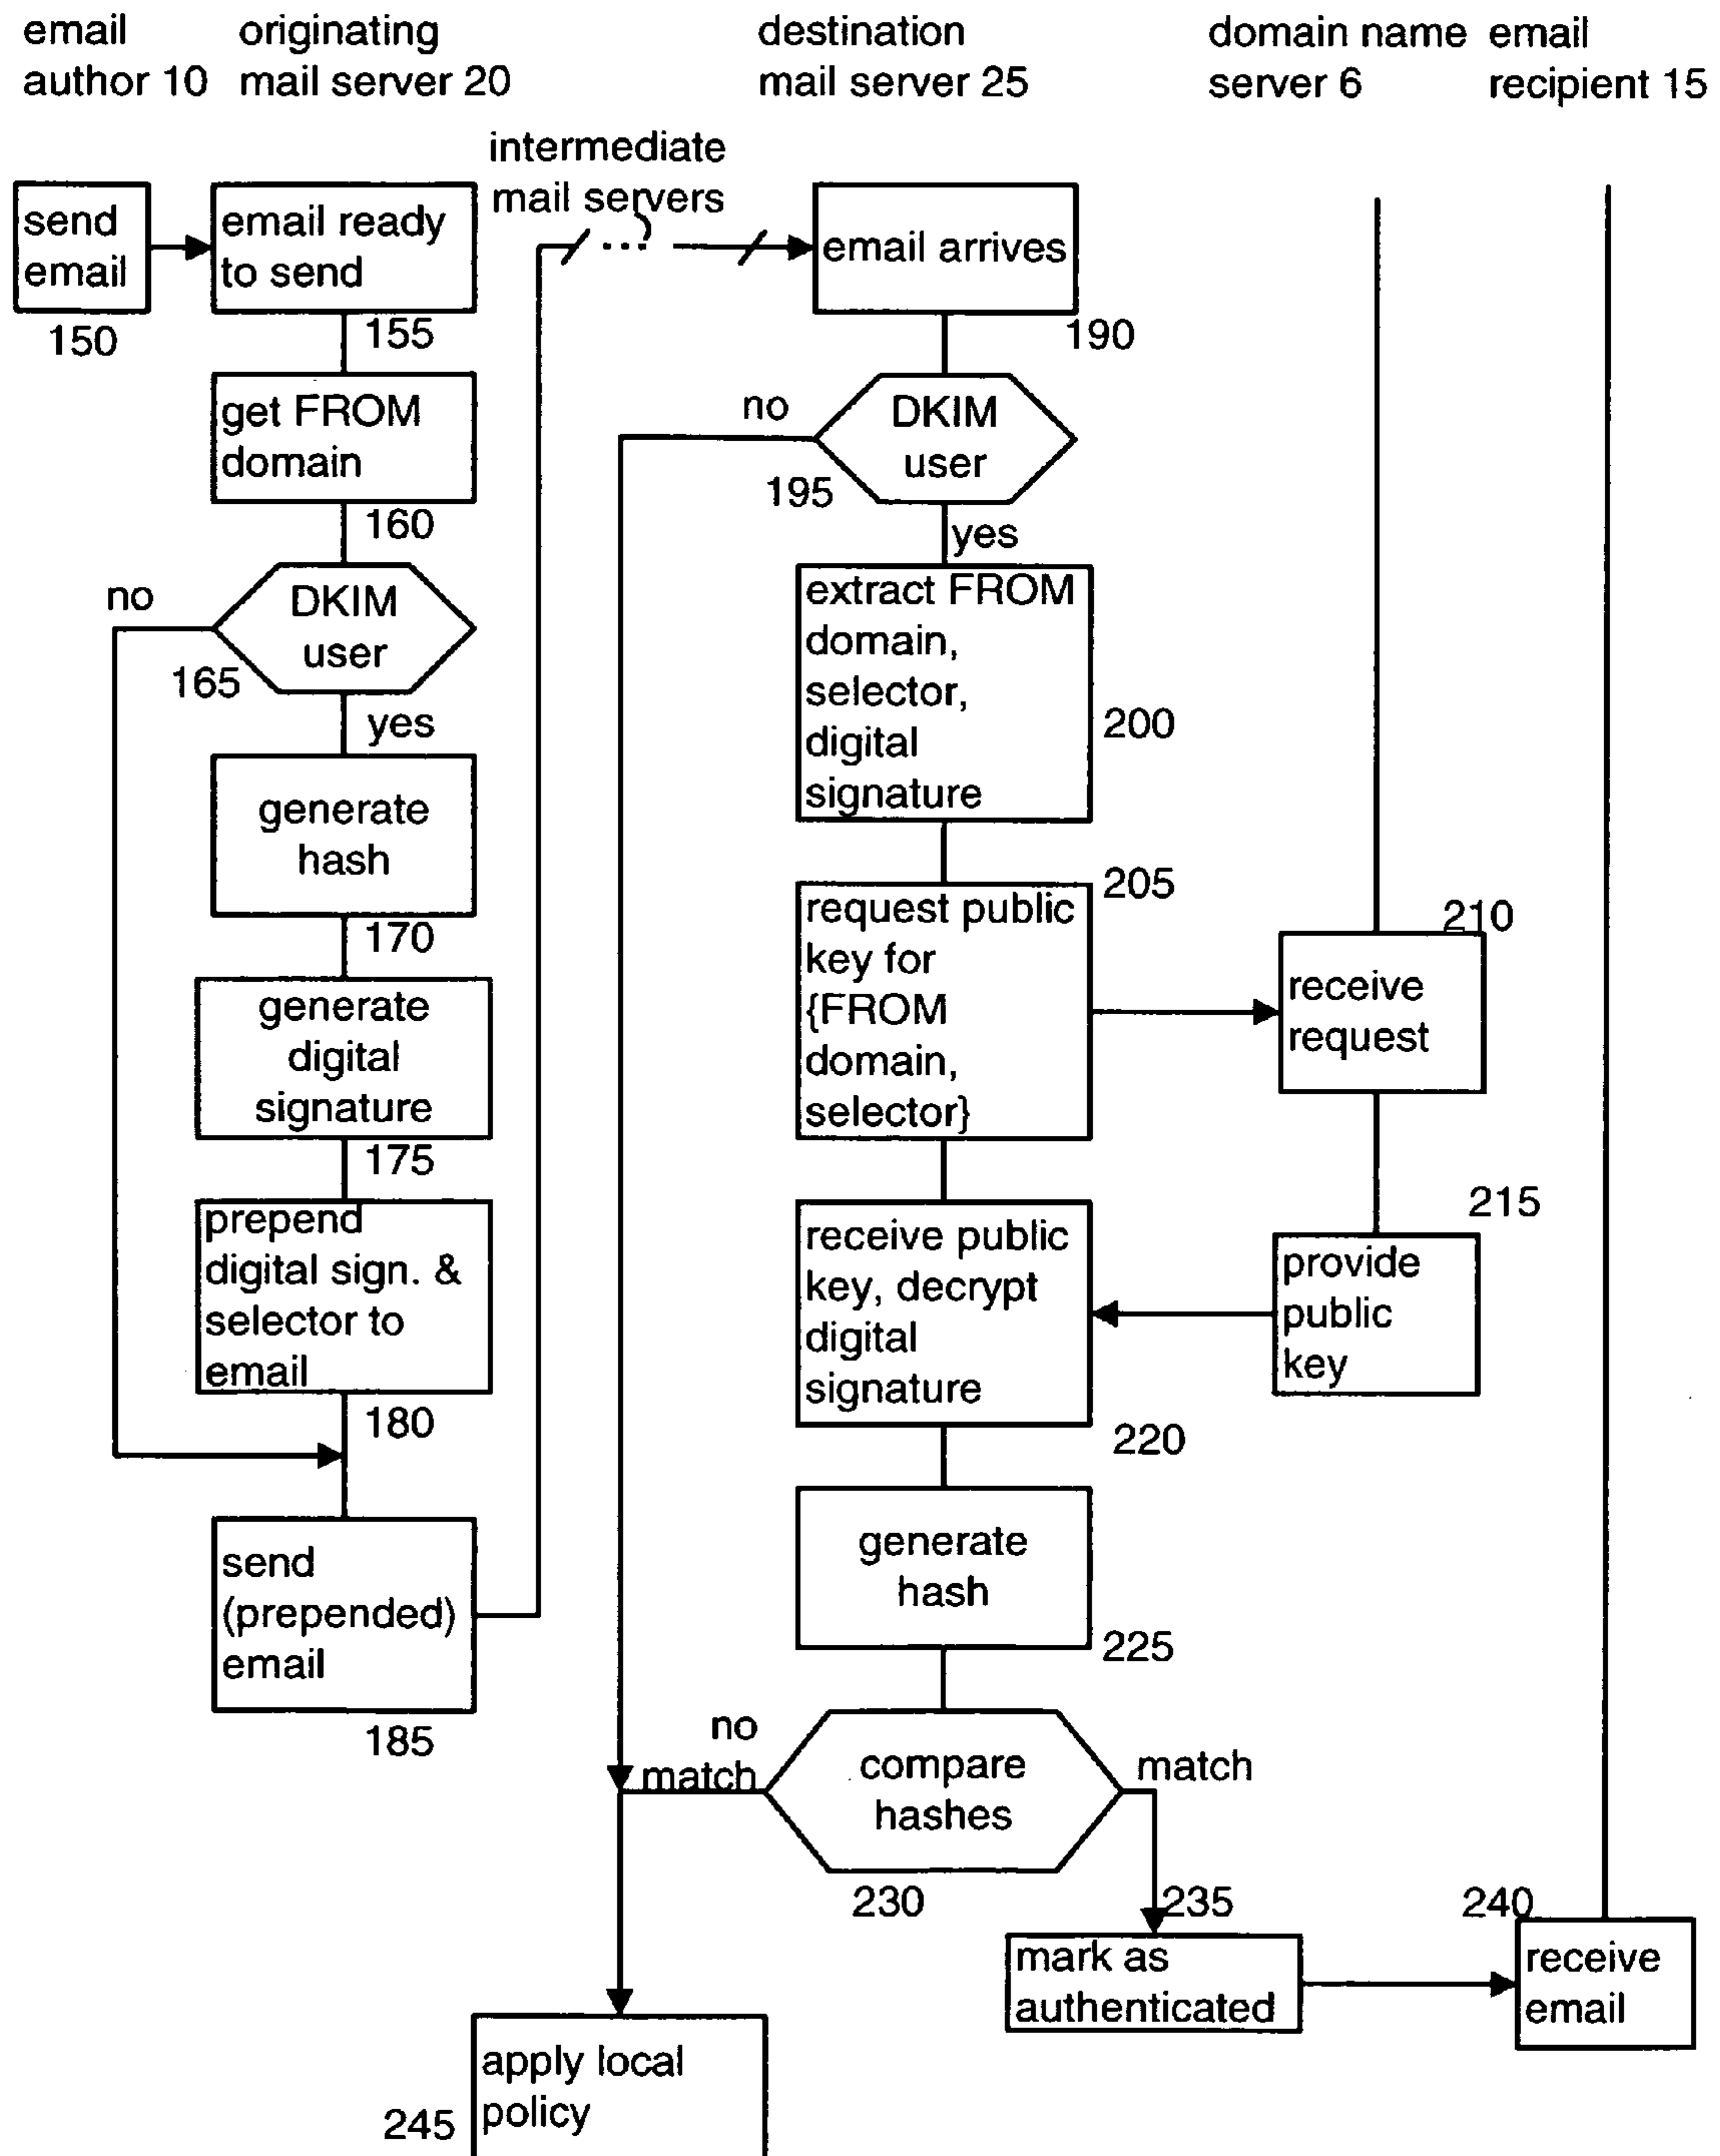 email
author 10
originating
mail server 20
destination
mail server 25
domain name
server 6
email
recipient 15
intermediate
mail servers
send
email
150
email ready
to send
155
get FROM
domain
160
no
DKIM
user
165
yes
generate
hash
170
generate
digital
signature
175
prepend
digital sign. &
selector to
email
180
send
(prepended)
email
185
...
email arrives
190
no
DKIM
user
195
yes
extract FROM
domain,
selector,
digital
signature
200
205
request public
key for
{FROM
domain,
selector}
210
receive
request
215
provide
public
key
receive public
key, decrypt
digital
signature
220
generate
hash
225
no
match
compare
hashes
match
230
235
mark as
authenticated
240
receive
email
apply local
policy
245